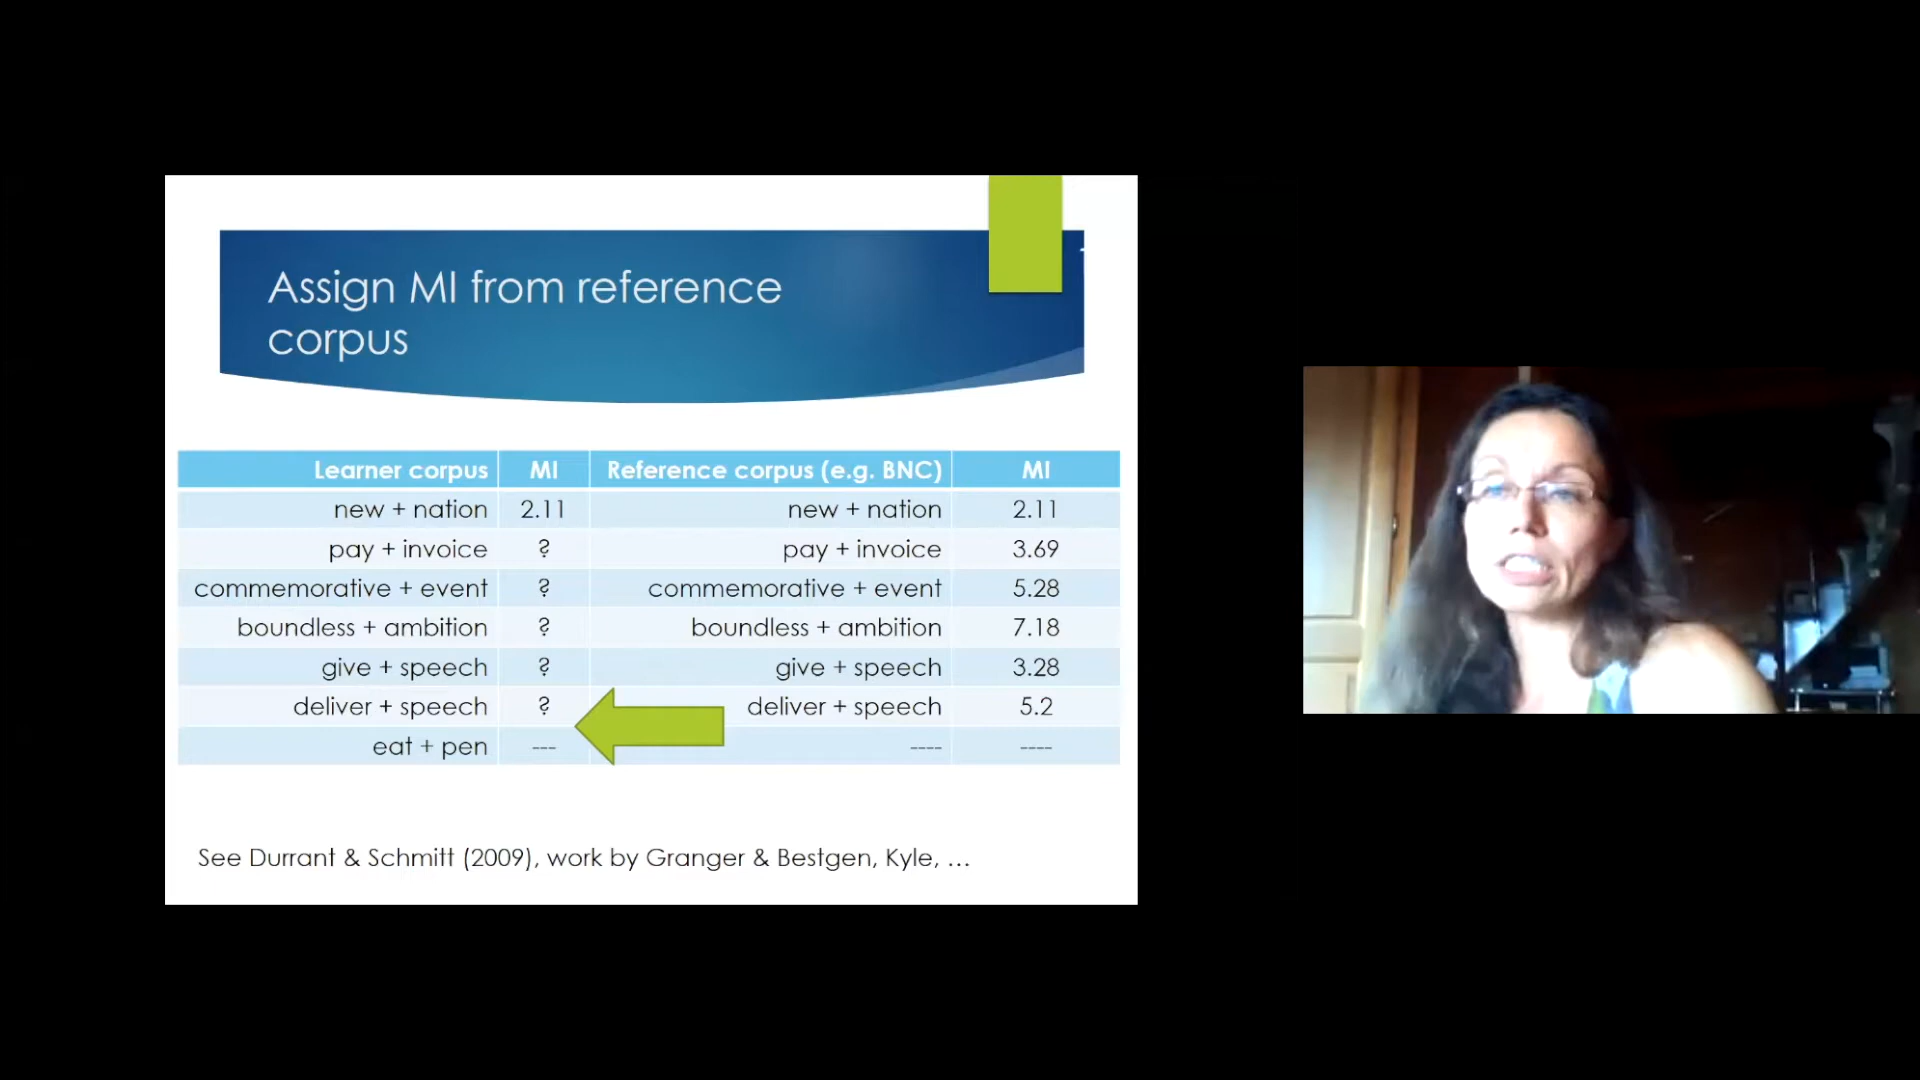 Assign MI from reference
corpus
Learner corpus MI Reference corpus (e.g. BNC) MI
new + nation 2.11 new + nation 2.11
pay + invoice ? pay + invoice 3.69
commemorative + event ? commemorative + event 5.28
boundless + ambition ? boundless + ambition 7.18
give + speech ? give + speech 3.28
deliver + speech ? deliver + speech 5.2
eat + pen --- ---- ----
See Durrant & Schmitt (2009), work by Granger & Bestgen, Kyle, …